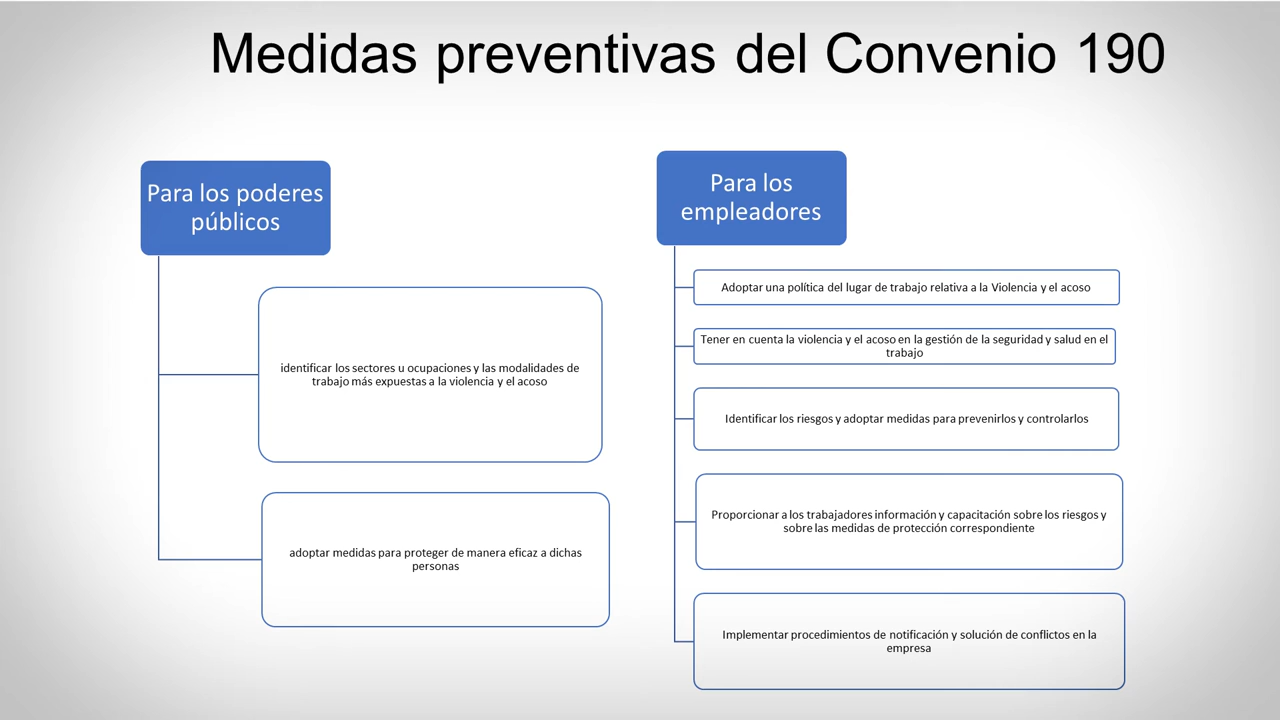 Medidas preventivas del Convenio 190
Para los poderes
públicos
identificar los sectores u ocupaciones y las modalidades de
trabajo más expuestas a la violencia y el acoso
adoptar medidas para proteger de manera eficaz a dichas
personas
Para los
empleadores
Adoptar una política del lugar de trabajo relativa a la Violencia y el acoso
Tener en cuenta la violencia y el acoso en la gestión de la seguridad y salud en el
trabajo
Identificar los riesgos y adoptar medidas para prevenirlos y controlarlos
Proporcionar a los trabajadores información y capacitación sobre los riesgos y
sobre las medidas de protección correspondiente
Implementar procedimientos de notificación y solución de conflictos en la
empresa